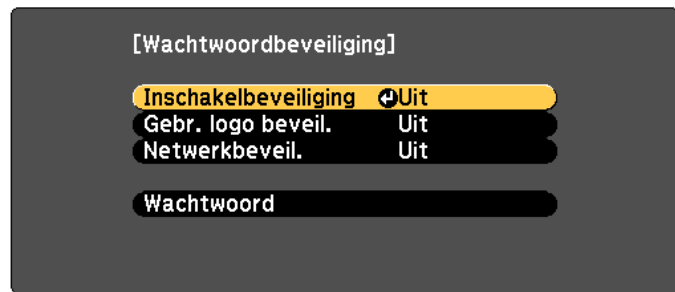 [Wachtwoordbeveiliging]
Inschakelbeveiliging Uit
Gebr. logo beveil. Uit
Netwerkbeveil. Uit
Wachtwoord